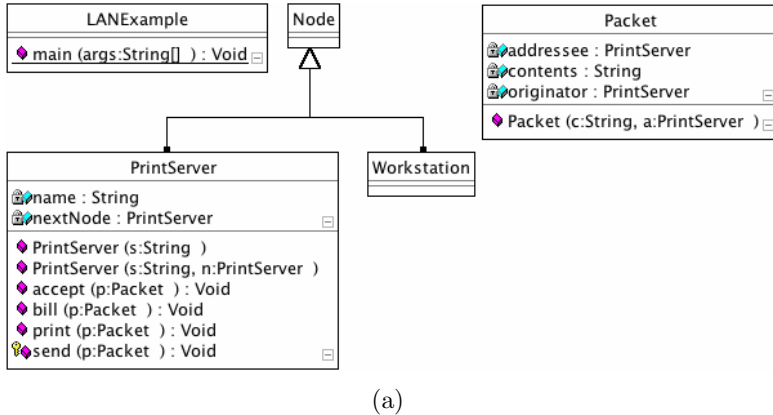 LANExample
main (args:String[] ) : Void
Node
Packet
addressee : PrintServer
contents : String
originator : PrintServer
Packet (c:String, a:PrintServer )
PrintServer
name : String
nextNode : PrintServer
PrintServer (s:String )
PrintServer (s:String, n:PrintServer )
accept (p:Packet ) : Void
bill (p:Packet ) : Void
print (p:Packet ) : Void
send (p:Packet ) : Void
Workstation
(a)